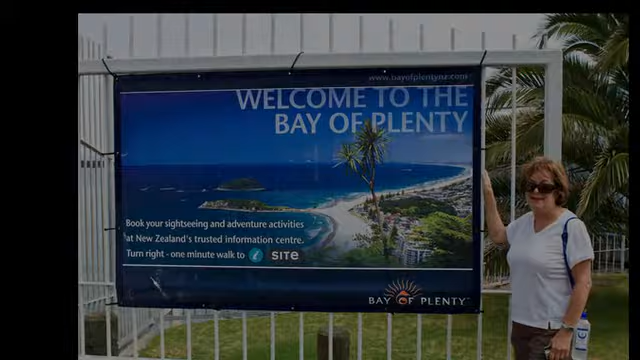 www.bayofplentynz.com
WELCOME TO THE
BAY OF PLENTY
Book your sightseeing and adventure activities
at New Zealand's trusted information centre.
Turn right - one minute walk to i SITE
BAY OF PLENTY